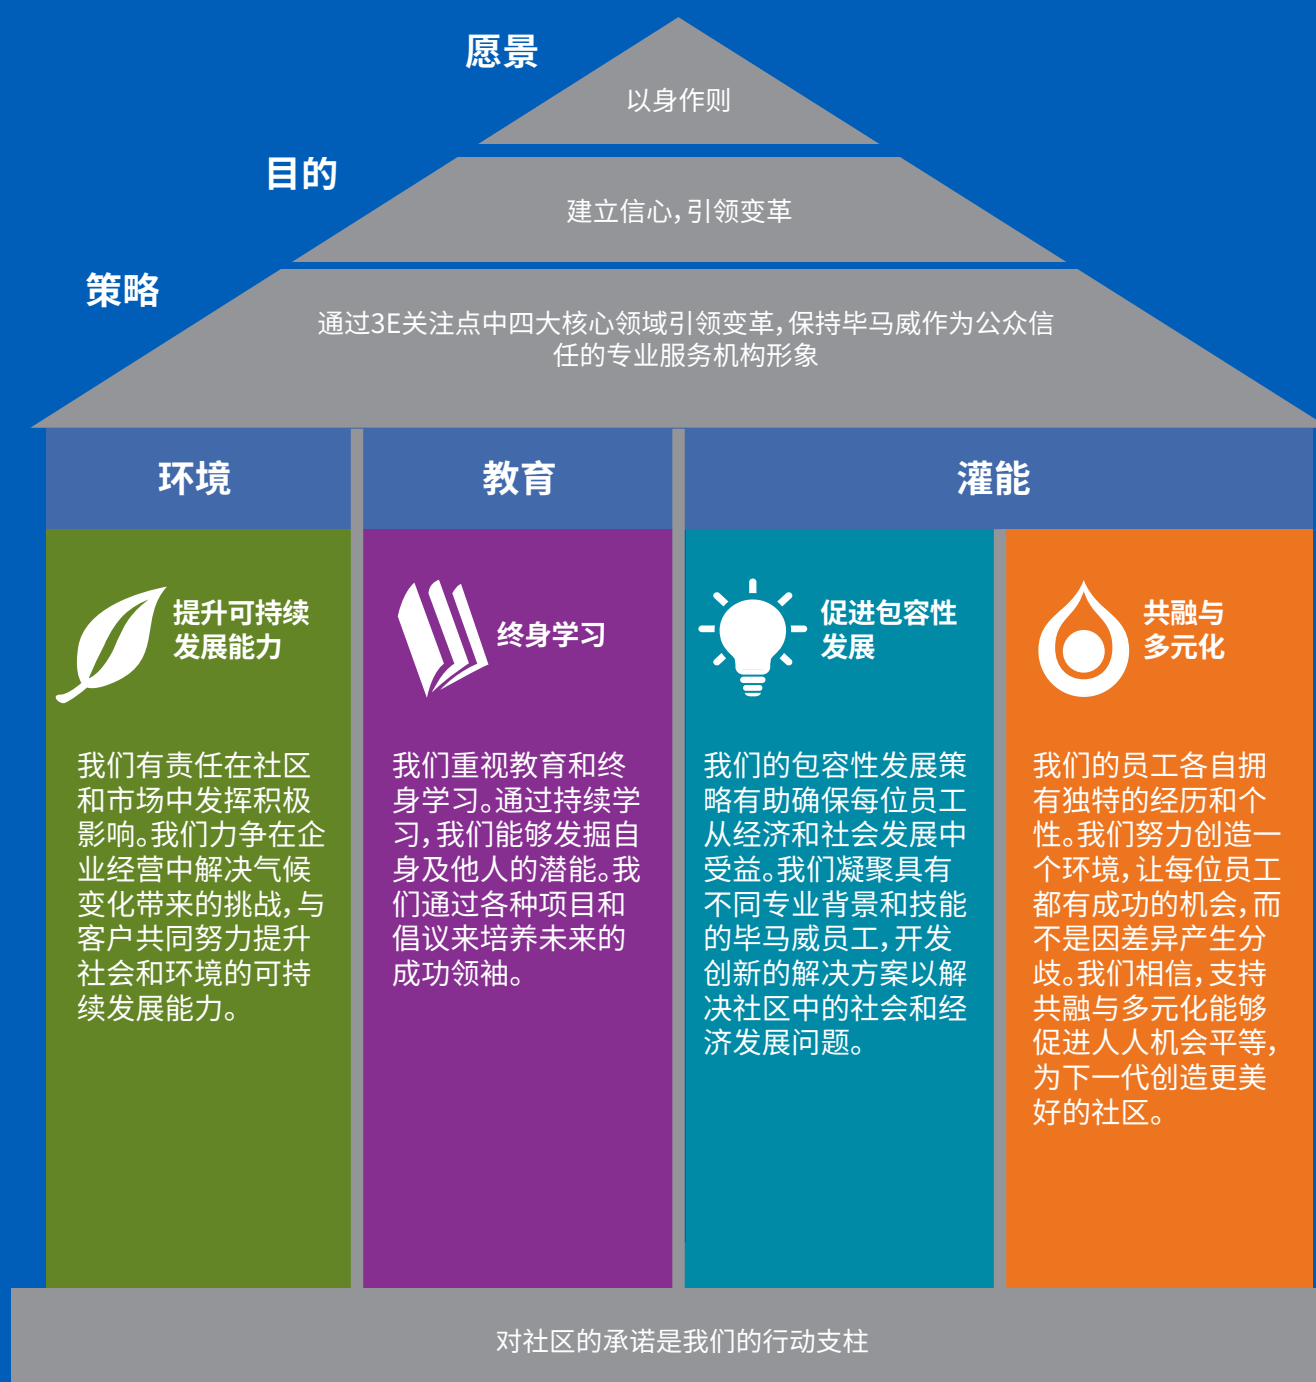 愿景
以身作则
目的
建立信心，引领变革
策略
通过3E关注点中四大核心领域引领变革，保持毕马威作为公众信
任的专业服务机构形象
环境
教育
灌能
提升可持续
发展能力
我们有责任在社区
和市场中发挥积极
影响。我们力争在企
业经营中解决气候
变化带来的挑战，与
客户共同努力提升
社会和环境的可持
续发展能力。
终身学习
我们重视教育和终
身学习。通过持续学
习，我们能够发掘自
身及他人的潜能。我
们通过各种项目和
倡议来培养未来的
成功领袖。
促进包容性
发展
我们的包容性发展策
略有助确保每位员工
从经济和社会发展中
受益。我们凝聚具有
不同专业背景和技能
的毕马威员工，开发
创新的解决方案以解
决社区中的社会和经
济发展问题。
共融与
多元化
我们的员工各自拥
有独特的经历和个
性。我们努力创造一
个环境，让每位员工
都有成功的机会，而
不是因差异产生分
歧。我们相信，支持
共融与多元化能够
促进人人机会平等，
为下一代创造更美
好的社区。
对社区的承诺是我们的行动支柱